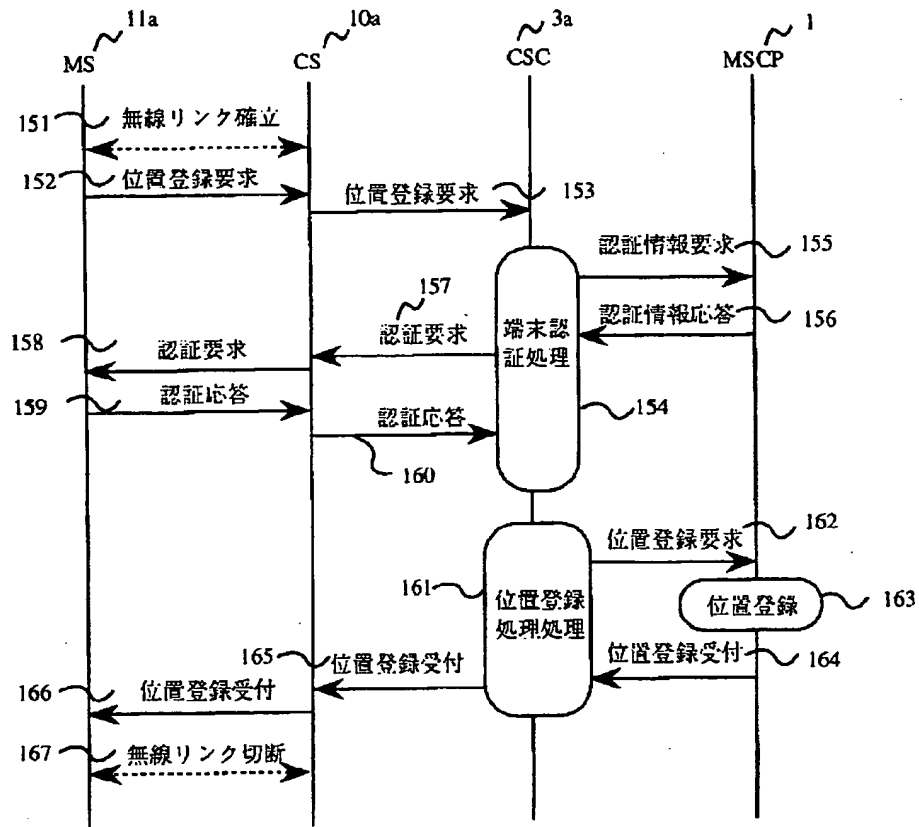 11a
10a
3a
1
MS
CS
CSC
MSCP
151
無線リンク確立
152
位置登録要求
位置登録要求
153
認証情報要求
155
157
認証情報応答
156
158
認証要求
認証要求
端末認
証処理
159
認証応答
154
認証応答
160
162
位置登録要求
161
位置登録
処理処理
位置登録
163
165
位置登録受付
位置登録受付
164
166
位置登録受付
167
無線リンク切断